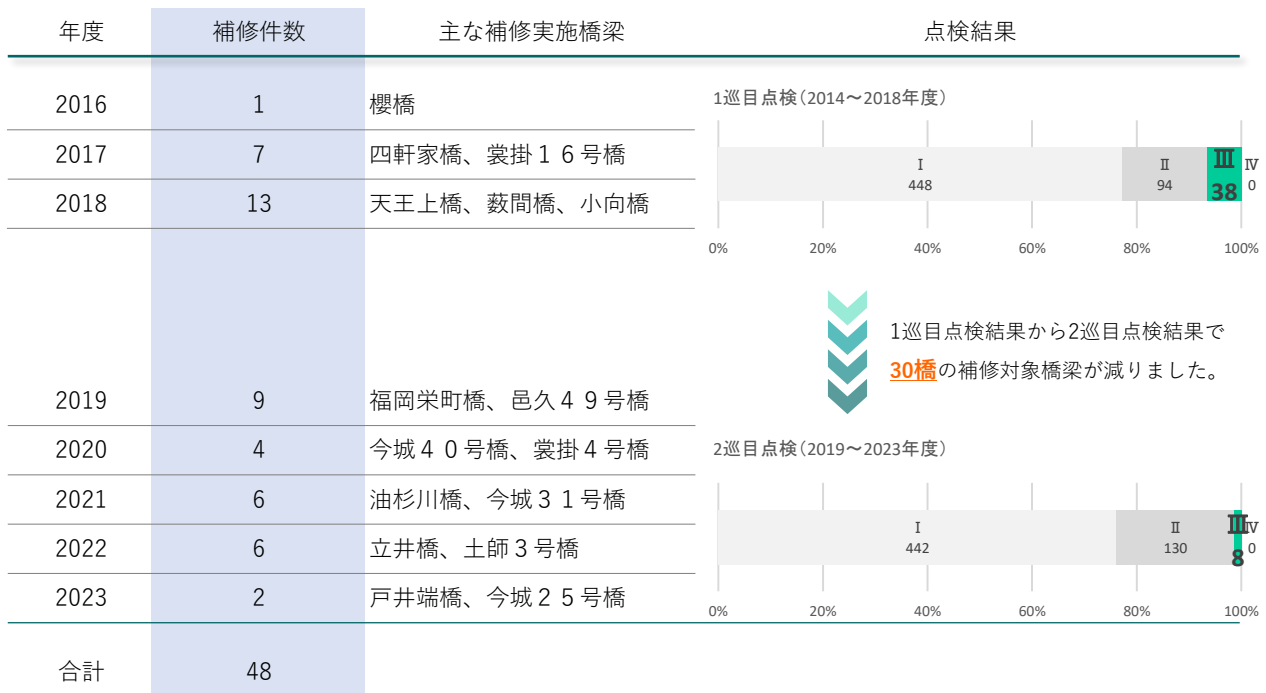 年度 補修件数 主な補修実施橋梁 点検結果
2016 1 櫻橋
2017 7 四軒家橋、裳掛１６号橋
2018 13 天王上橋、薮間橋、小向橋
1巡目点検（2014～2018年度）
Ⅰ Ⅱ Ⅲ Ⅳ
448 94 38 0
0% 20% 40% 60% 80% 100%
1巡目点検結果から2巡目点検結果で
30橋の補修対象橋梁が減りました。
2019 9 福岡栄町橋、邑久４９号橋
2020 4 今城４０号橋、裳掛４号橋
2021 6 油杉川橋、今城３１号橋
2022 6 立井橋、土師３号橋
2023 2 戸井端橋、今城２５号橋
2巡目点検（2019～2023年度）
Ⅰ Ⅱ Ⅲ Ⅳ
442 130 8 0
0% 20% 40% 60% 80% 100%
合計 48